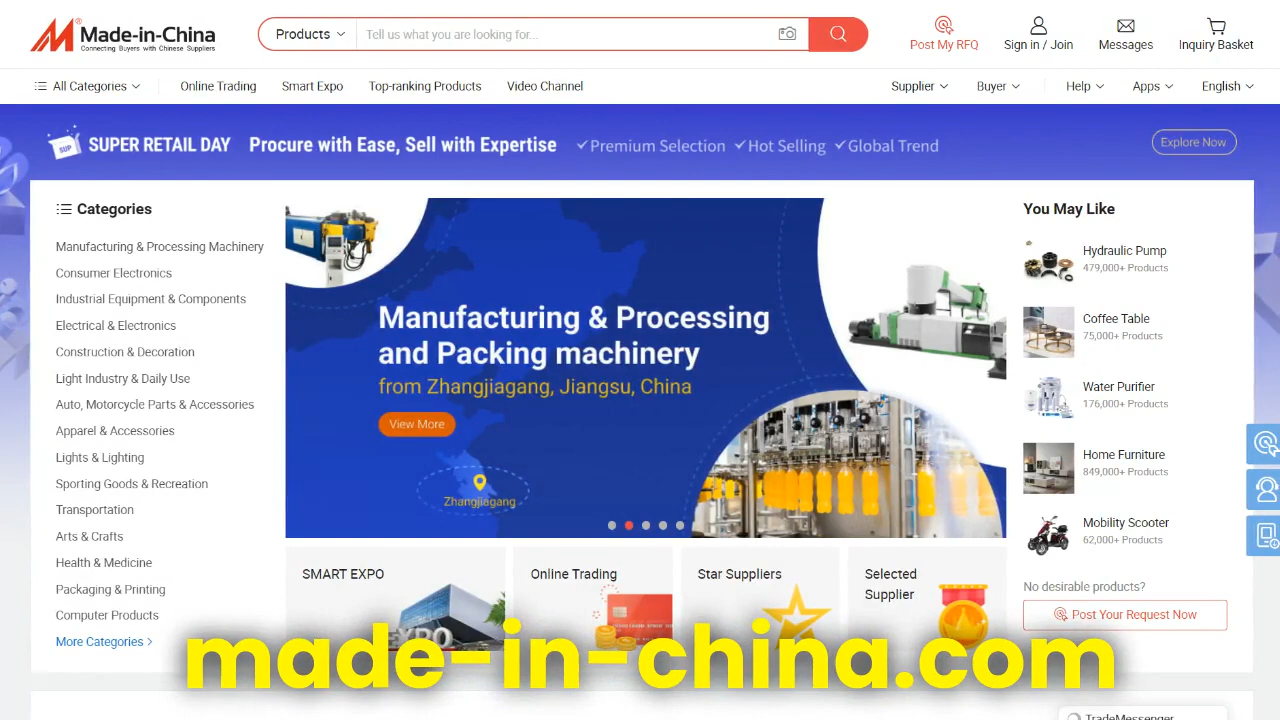 Made-in-China®
Connecting Buyers with Chinese Suppliers
Products
Tell us what you are looking for...
Post My RFQ
Sign in / Join
Messages
Inquiry Basket
All Categories
Online Trading
Smart Expo
Top-ranking Products
Video Channel
Supplier
Buyer
Help
Apps
English
SUP
SUPER RETAIL DAY
Procure with Ease, Sell with Expertise
Premium Selection
Hot Selling
Global Trend
Explore Now
Categories
Manufacturing & Processing Machinery
Consumer Electronics
Industrial Equipment & Components
Electrical & Electronics
Construction & Decoration
Light Industry & Daily Use
Auto, Motorcycle Parts & Accessories
Apparel & Accessories
Lights & Lighting
Sporting Goods & Recreation
Transportation
Arts & Crafts
Health & Medicine
Packaging & Printing
Computer Products
More Categories
Manufacturing & Processing
and Packing machinery
from Zhangjiagang, Jiangsu, China
View More
Zhangjiagang
You May Like
Hydraulic Pump
479,000+ Products
Coffee Table
75,000+ Products
Water Purifier
176,000+ Products
Home Furniture
849,000+ Products
Mobility Scooter
62,000+ Products
No desirable products?
Post Your Request Now
SMART EXPO
EXPO
Online Trading
Star Suppliers
Selected
Supplier
made-in-china.com
TradeMessenger